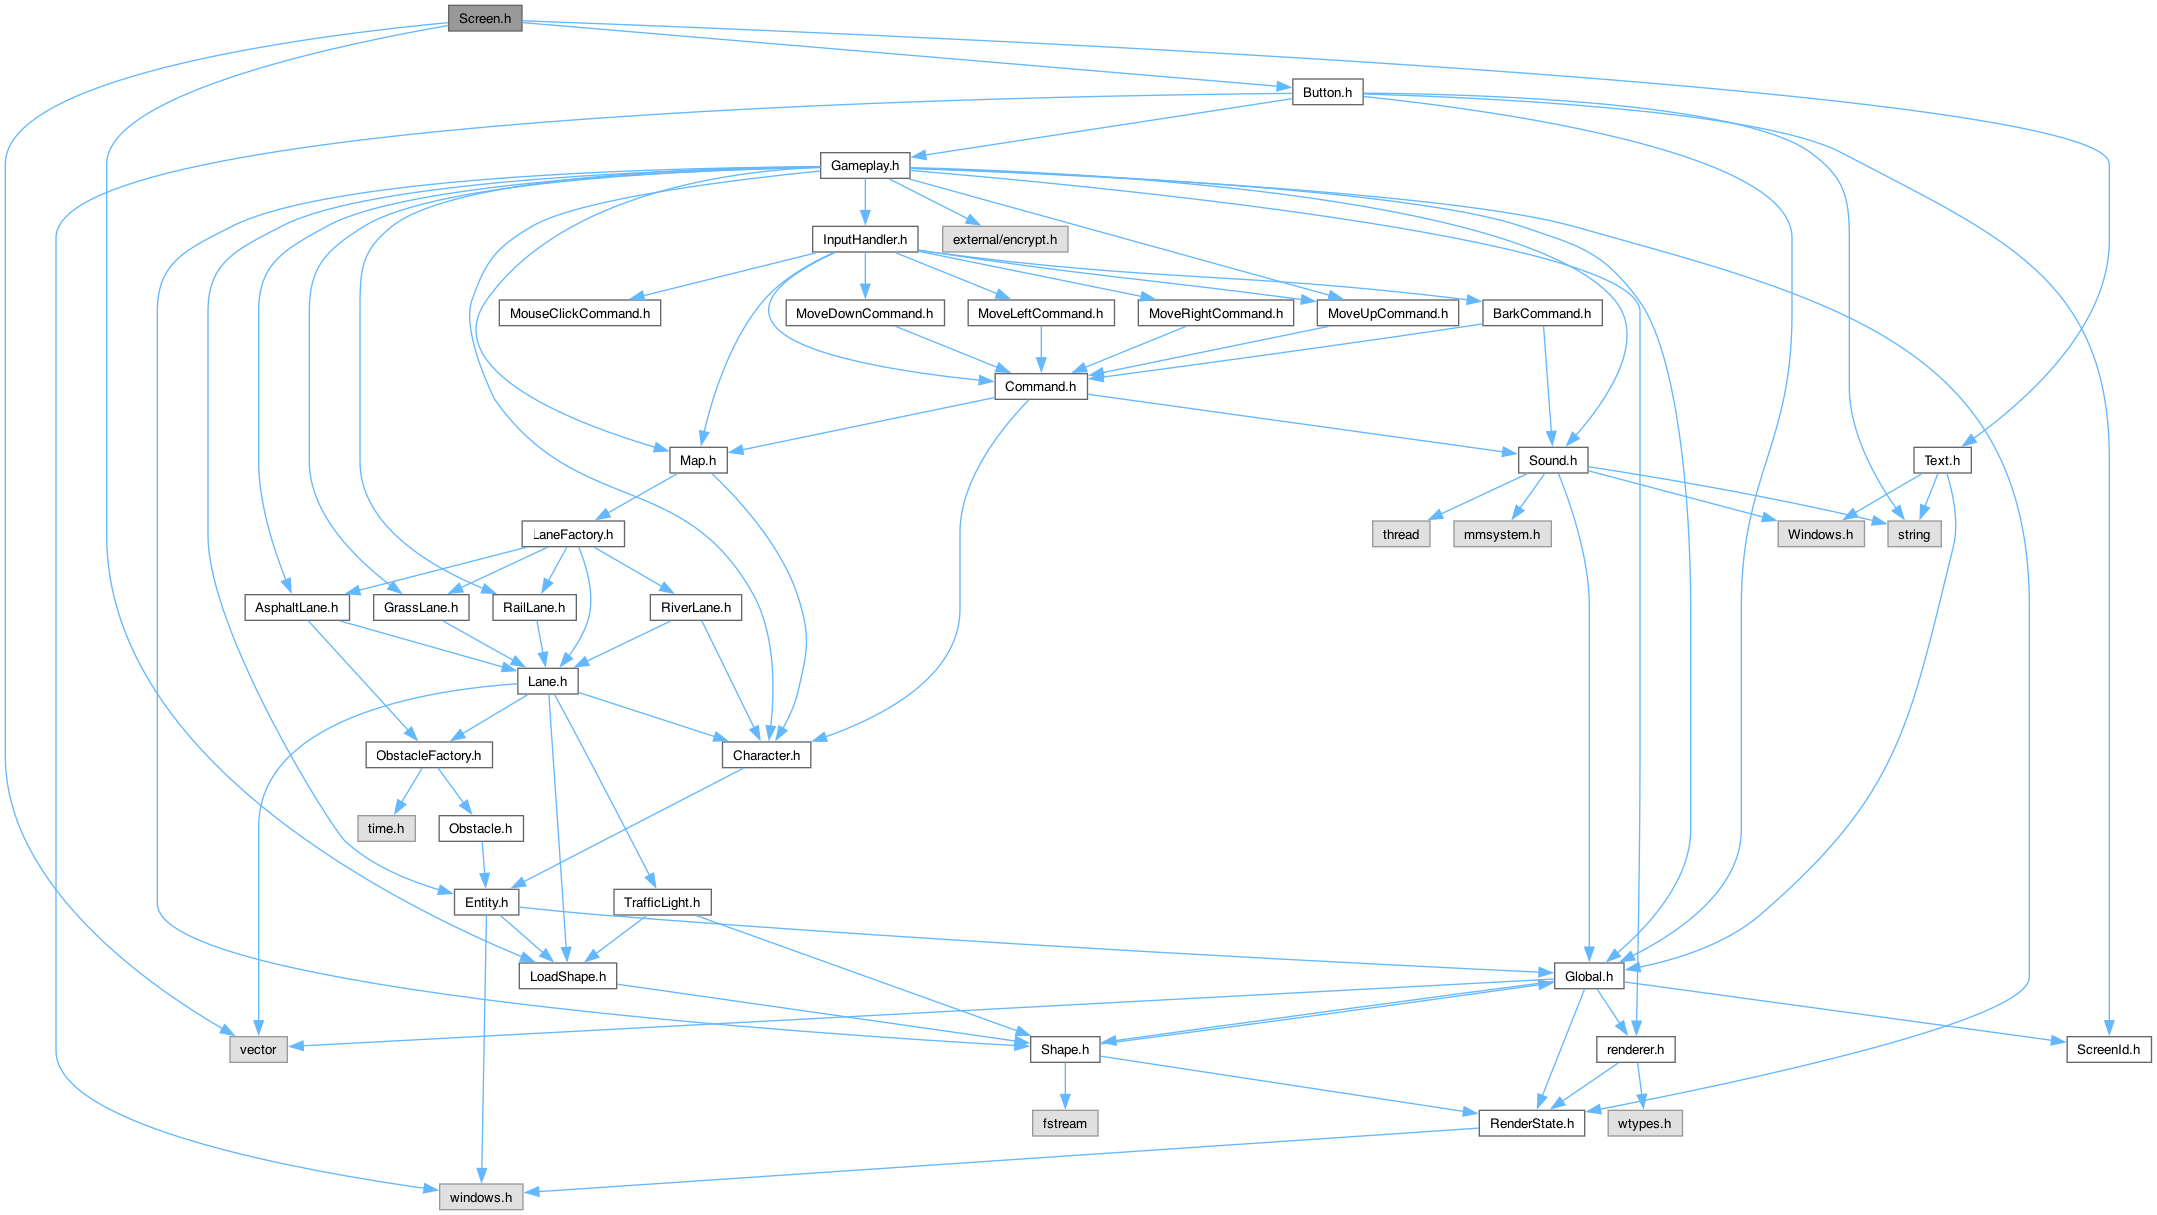 Screen.h
Button.h
Gameplay.h
InputHandler.h
external/encrypt.h
MouseClickCommand.h
MoveDownCommand.h
MoveLeftCommand.h
MoveRightCommand.h
MoveUpCommand.h
BarkCommand.h
Command.h
Map.h
Sound.h
Text.h
LaneFactory.h
thread
mmsystem.h
Windows.h
string
AsphaltLane.h
GrassLane.h
RailLane.h
RiverLane.h
Lane.h
ObstacleFactory.h
Character.h
time.h
Obstacle.h
Entity.h
TrafficLight.h
LoadShape.h
Global.h
vector
Shape.h
renderer.h
ScreenId.h
fstream
RenderState.h
wtypes.h
windows.h